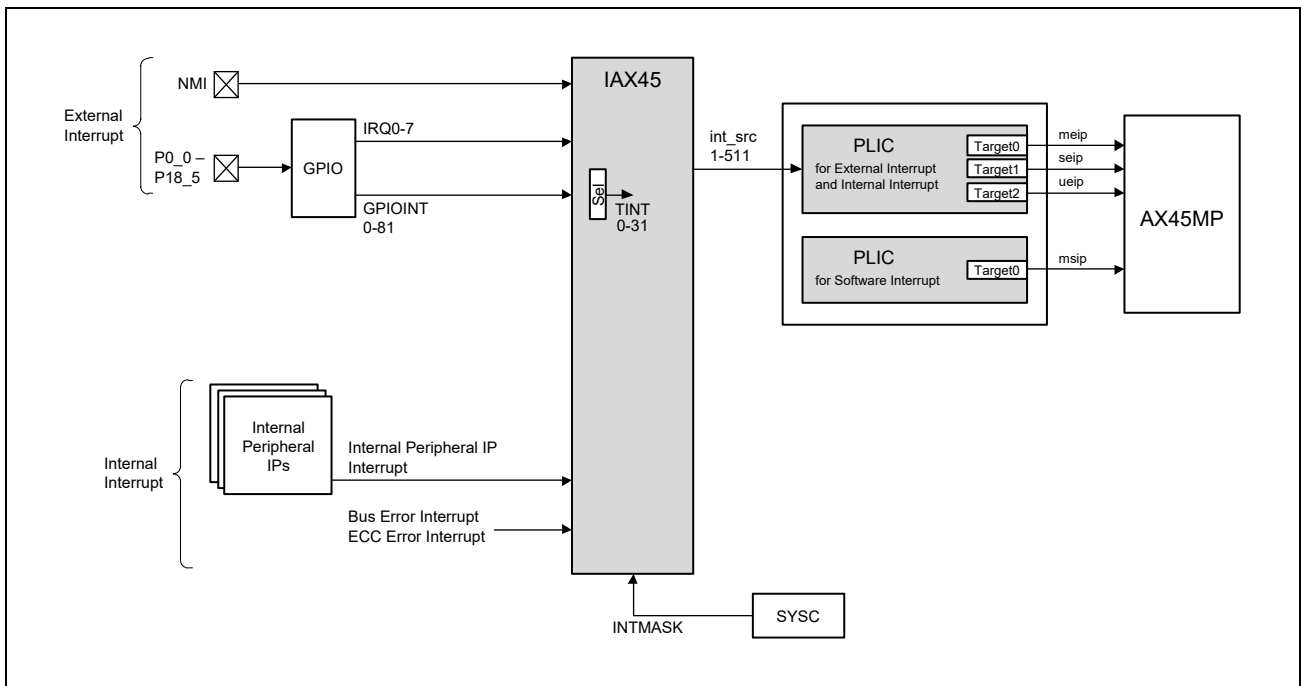 External
Interrupt
NMI
P0_0 –
P18_5
GPIO
IRQ0-7
GPIOINT
0-81
IAX45
Sel
TINT
0-31
int_src
1-511
PLIC
for External Interrupt
and Internal Interrupt
Target0
Target1
Target2
meip
seip
ueip
PLIC
for Software Interrupt
Target0
msip
AX45MP
Internal
Interrupt
Internal
Peripheral
IPs
Internal Peripheral IP
Interrupt
Bus Error Interrupt
ECC Error Interrupt
INTMASK
SYSC